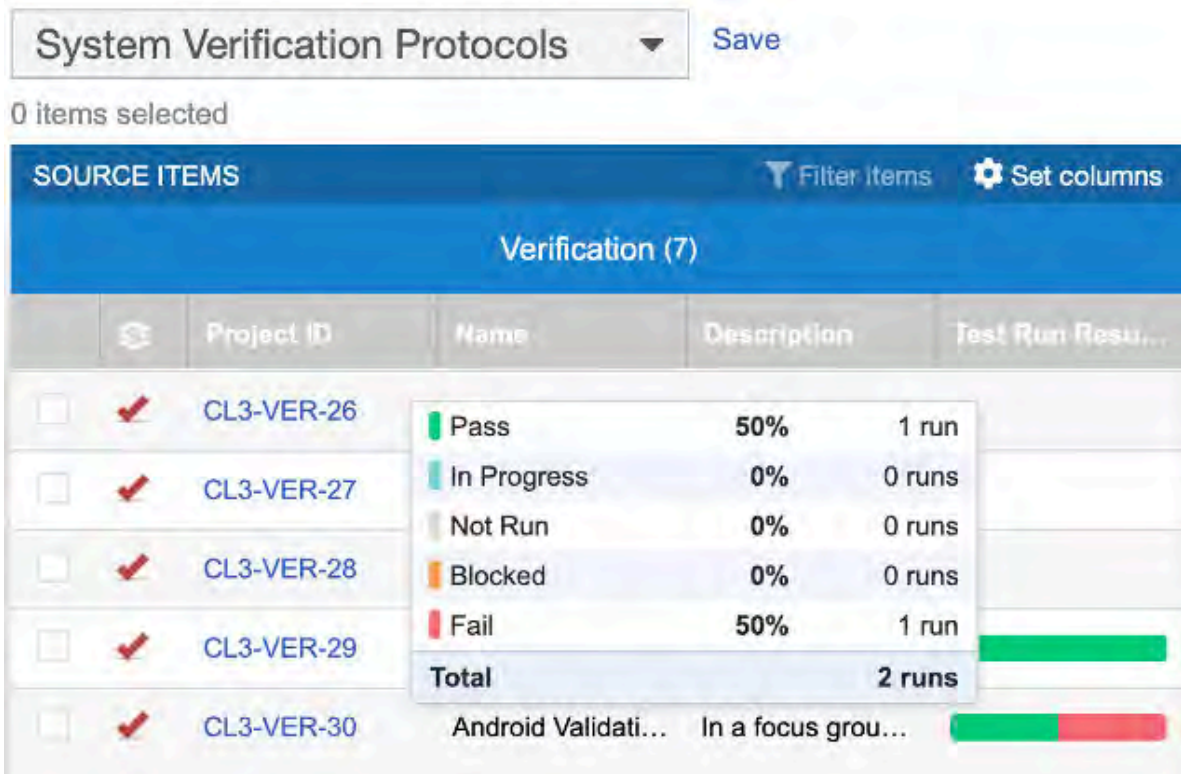 System Verification Protocols Save
0 items selected
SOURCE ITEMS Filter items Set columns
Verification (7)
Project ID Name Description Test Run Resu...
CL3-VER-26
Pass 50% 1 run
In Progress 0% 0 runs
CL3-VER-27
Not Run 0% 0 runs
CL3-VER-28
Blocked 0% 0 runs
Fail 50% 1 run
CL3-VER-29
Total 2 runs
CL3-VER-30 Android Validati... In a focus grou...